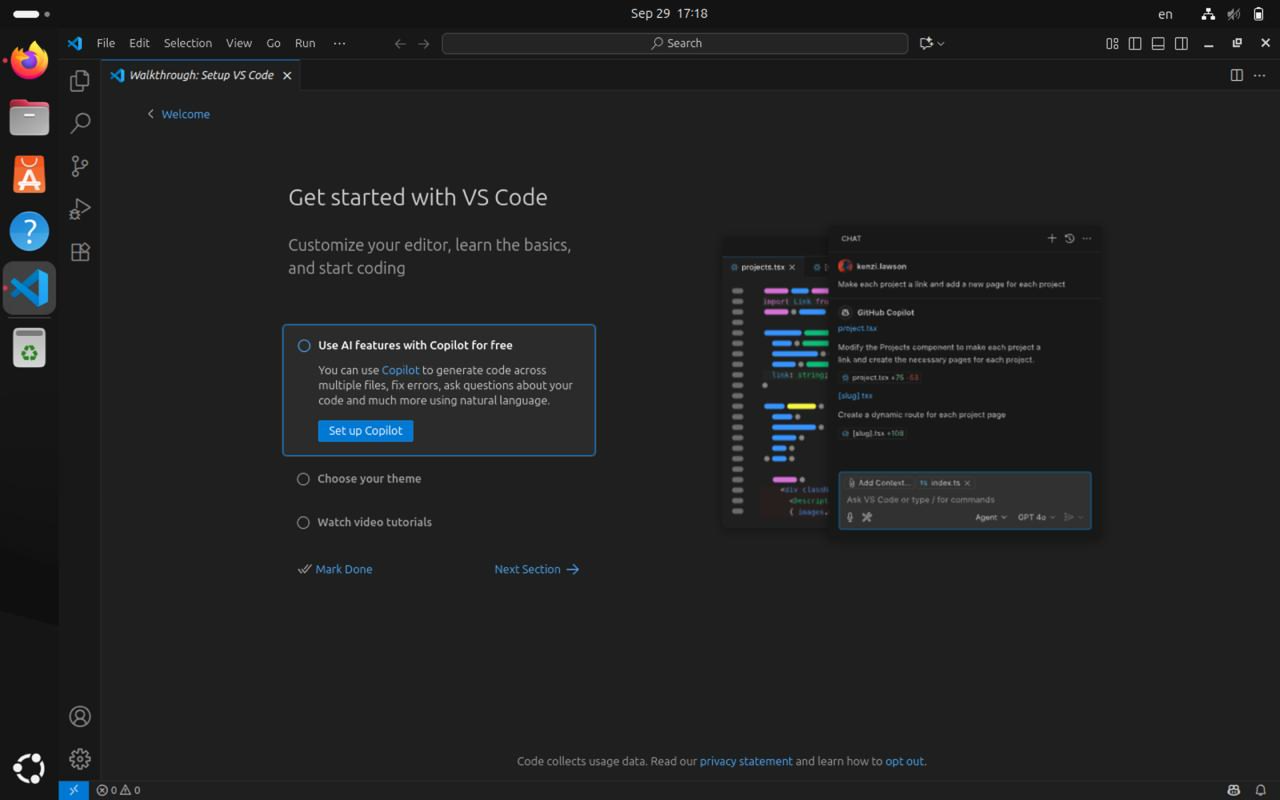 Sep 29 17:18
en
File Edit Selection View Go Run ···
Search
Walkthrough: Setup VS Code
Welcome
Get started with VS Code
Customize your editor, learn the basics,
and start coding
Use AI features with Copilot for free
You can use Copilot to generate code across
multiple files, fix errors, ask questions about your
code and much more using natural language.
Set up Copilot
Choose your theme
Watch video tutorials
Mark Done
Next Section
projects.tsx
import Link
link: string;
<div
{ images.
CHAT
kenzi.lawson
Make each project a link and add a new page for each project
GitHub Copilot
project.tsx
Modify the Projects component to make each project a
link and create the necessary pages for each project.
project.tsx +75 -53
[slug].tsx
Create a dynamic route for each project page
[slug].tsx +108
Add Context... index.ts
Ask VS Code or type / for commands
Agent GPT 4o
Code collects usage data. Read our privacy statement and learn how to opt out.
0 0